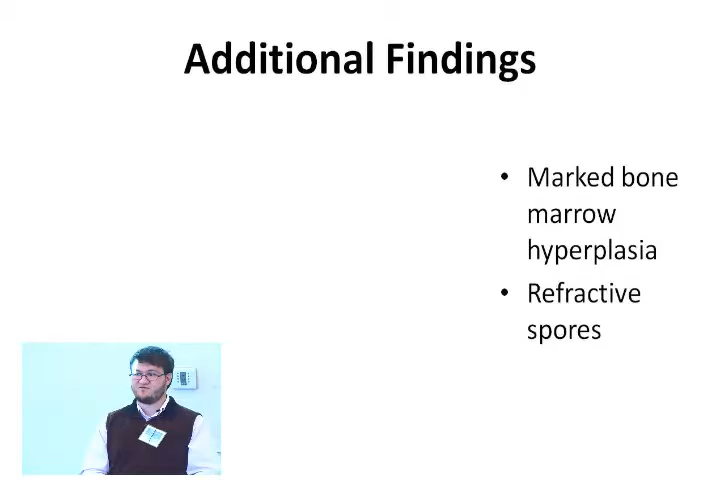 Additional Findings
• Marked bone
marrow
hyperplasia
• Refractive
spores